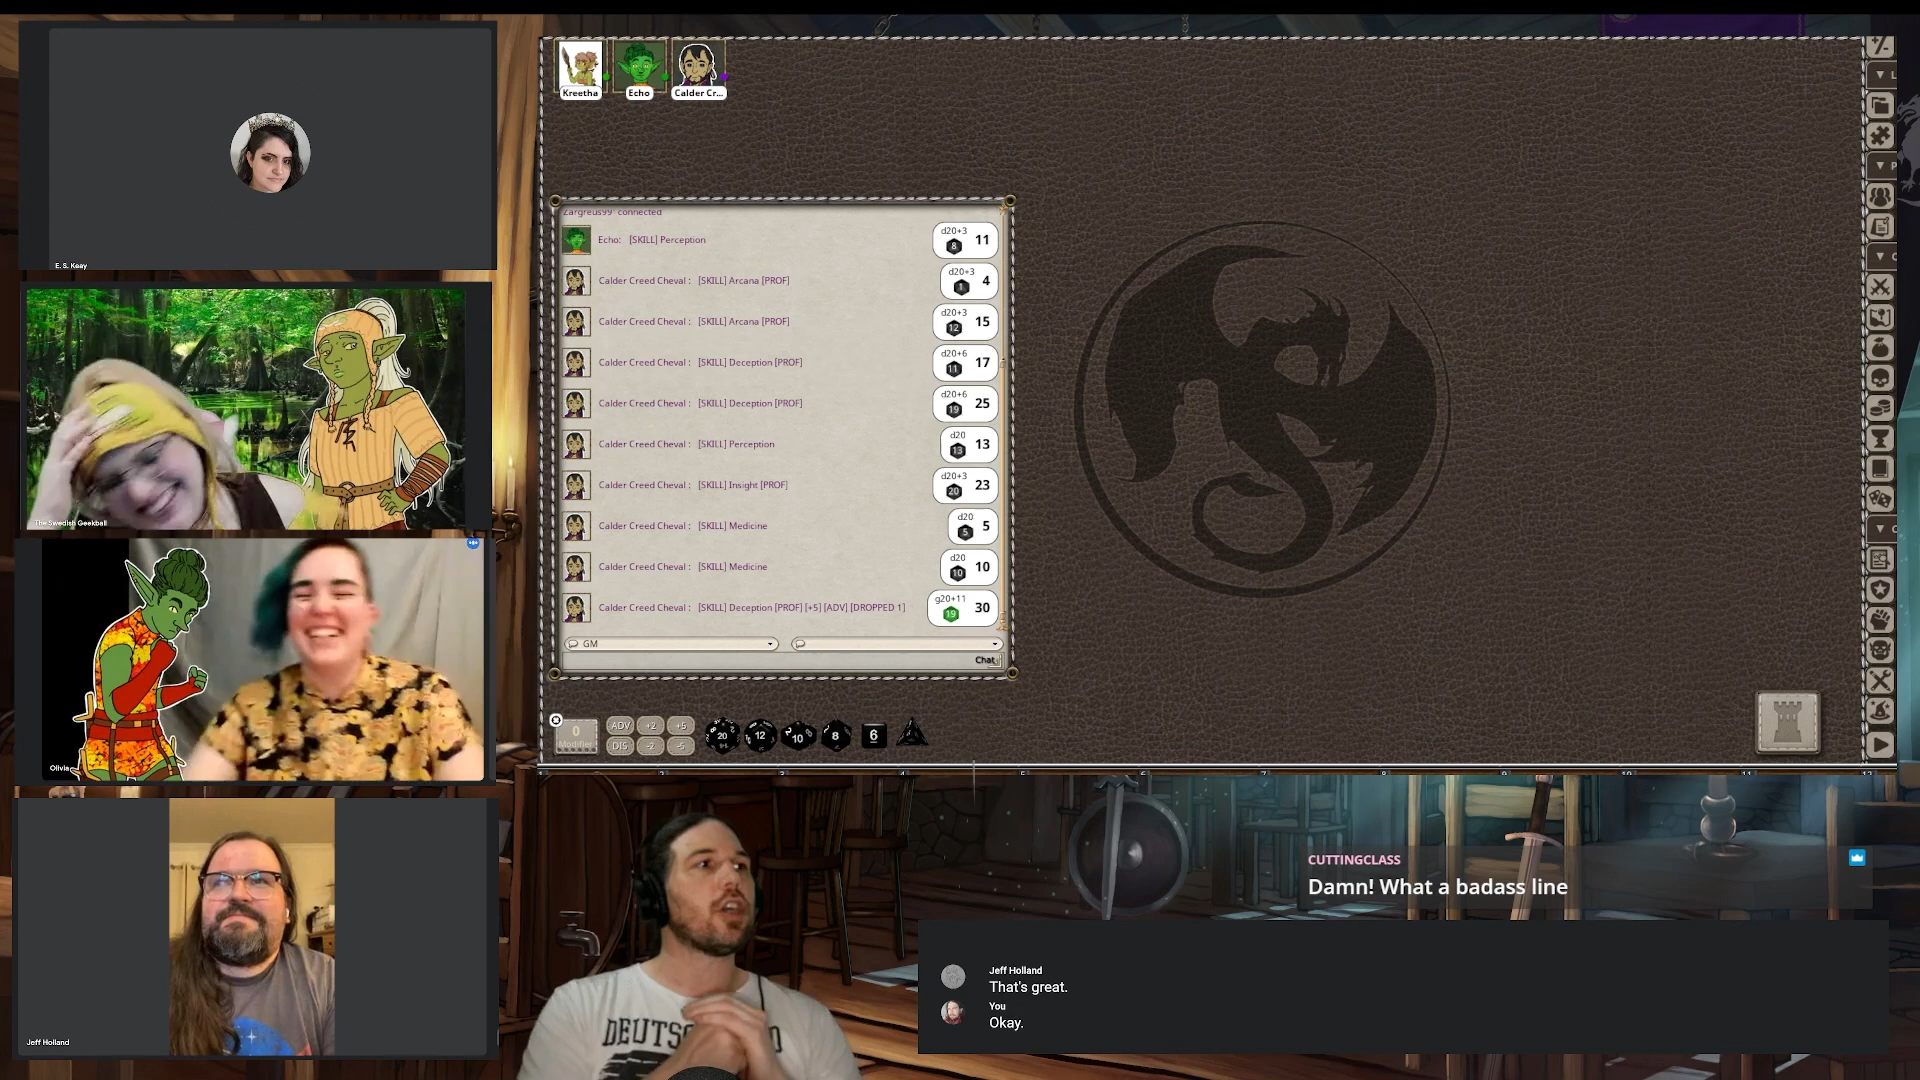 E. S. Keay
The Swedish Geekball
Olivia
Jeff Holland
Kreetha
Echo
Calder Cr...
Zargreus99' connected
Echo: [SKILL] Perception
d20+3
8
11
Calder Creed Cheval : [SKILL] Arcana [PROF]
d20+3
1
4
Calder Creed Cheval : [SKILL] Arcana [PROF]
d20+3
12
15
Calder Creed Cheval : [SKILL] Deception [PROF]
d20+6
11
17
Calder Creed Cheval : [SKILL] Deception [PROF]
d20+6
19
25
Calder Creed Cheval : [SKILL] Perception
d20
13
13
Calder Creed Cheval : [SKILL] Insight [PROF]
d20+3
20
23
Calder Creed Cheval : [SKILL] Medicine
d20
5
5
Calder Creed Cheval : [SKILL] Medicine
d20
10
10
Calder Creed Cheval : [SKILL] Deception [PROF] [+5] [ADV] [DROPPED 1]
g20+11
19
30
GM
Chat
0
Modifier
ADV +2 +5
DIS -2 -5
20 12 10 8 6
CUTTINGCLASS
Damn! What a badass line
Jeff Holland
That's great.
You
Okay.